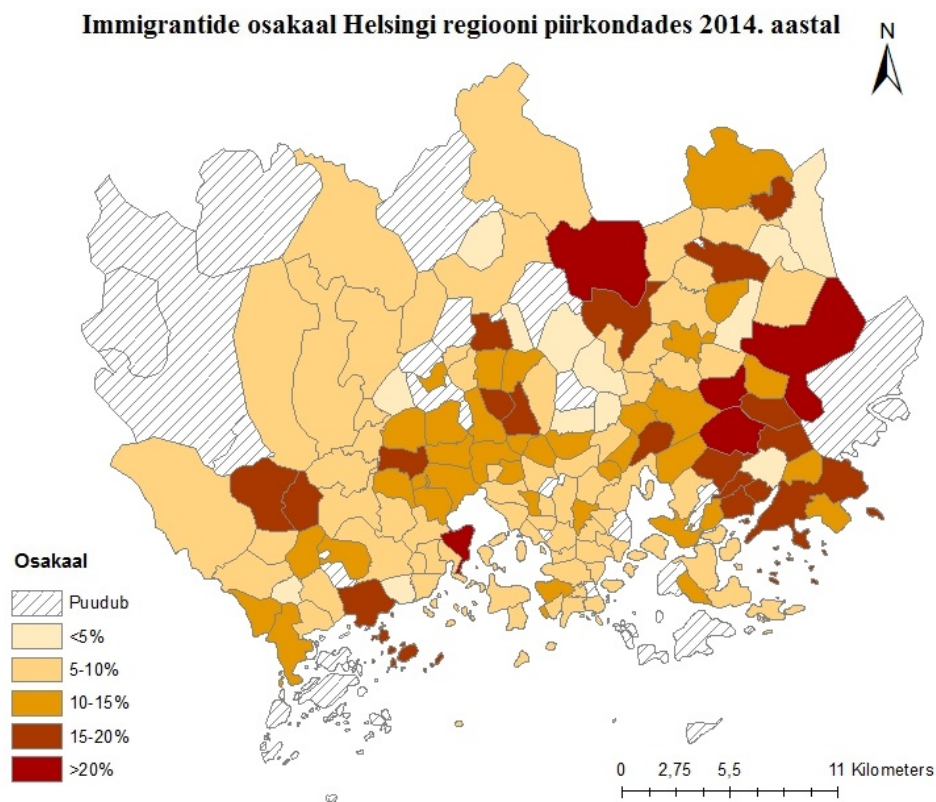 Immigrantide osakaal Helsingi regiooni piirkondades 2014. aastal
N
Osakaal
Puudub
<5%
5-10%
10-15%
15-20%
>20%
0 2,75 5,5 11 Kilometers